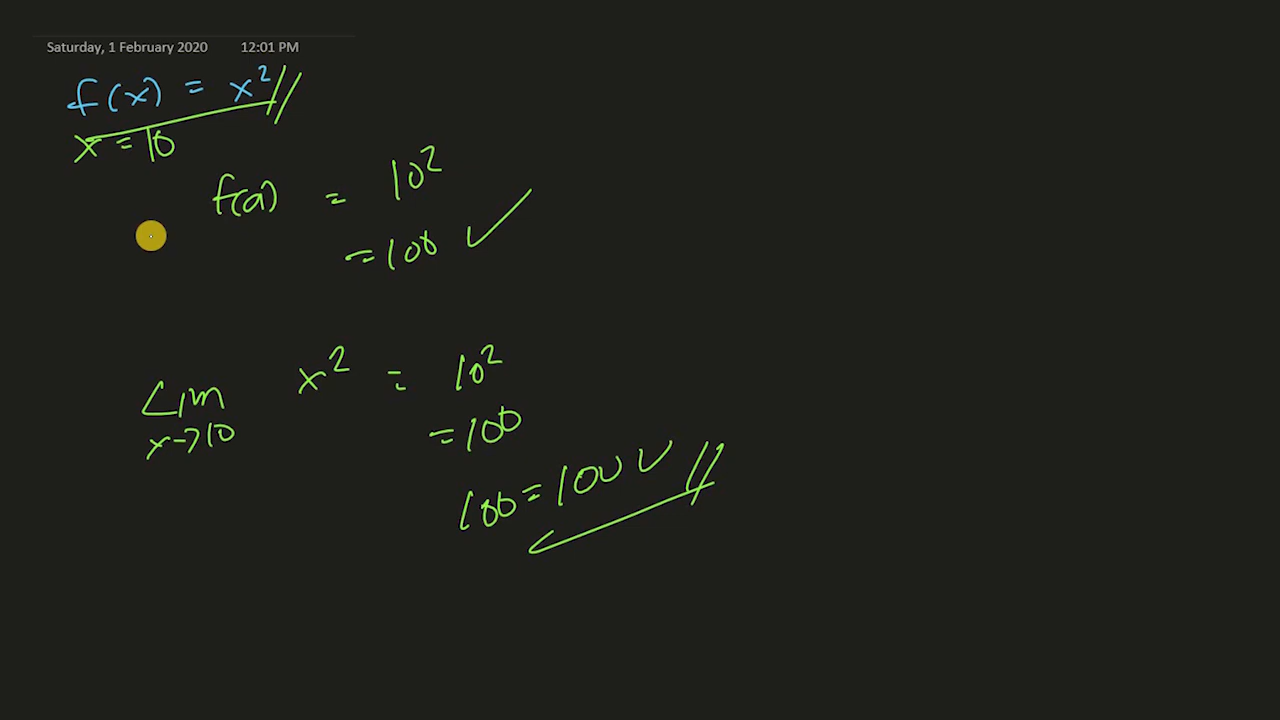 Saturday, 1 February 2020 12:01 PM
f(x) = x²
x = 10
f(a) = 10²
= 100 ✓
Lim x² = 10²
x→10
= 100
100 = 100 ✓